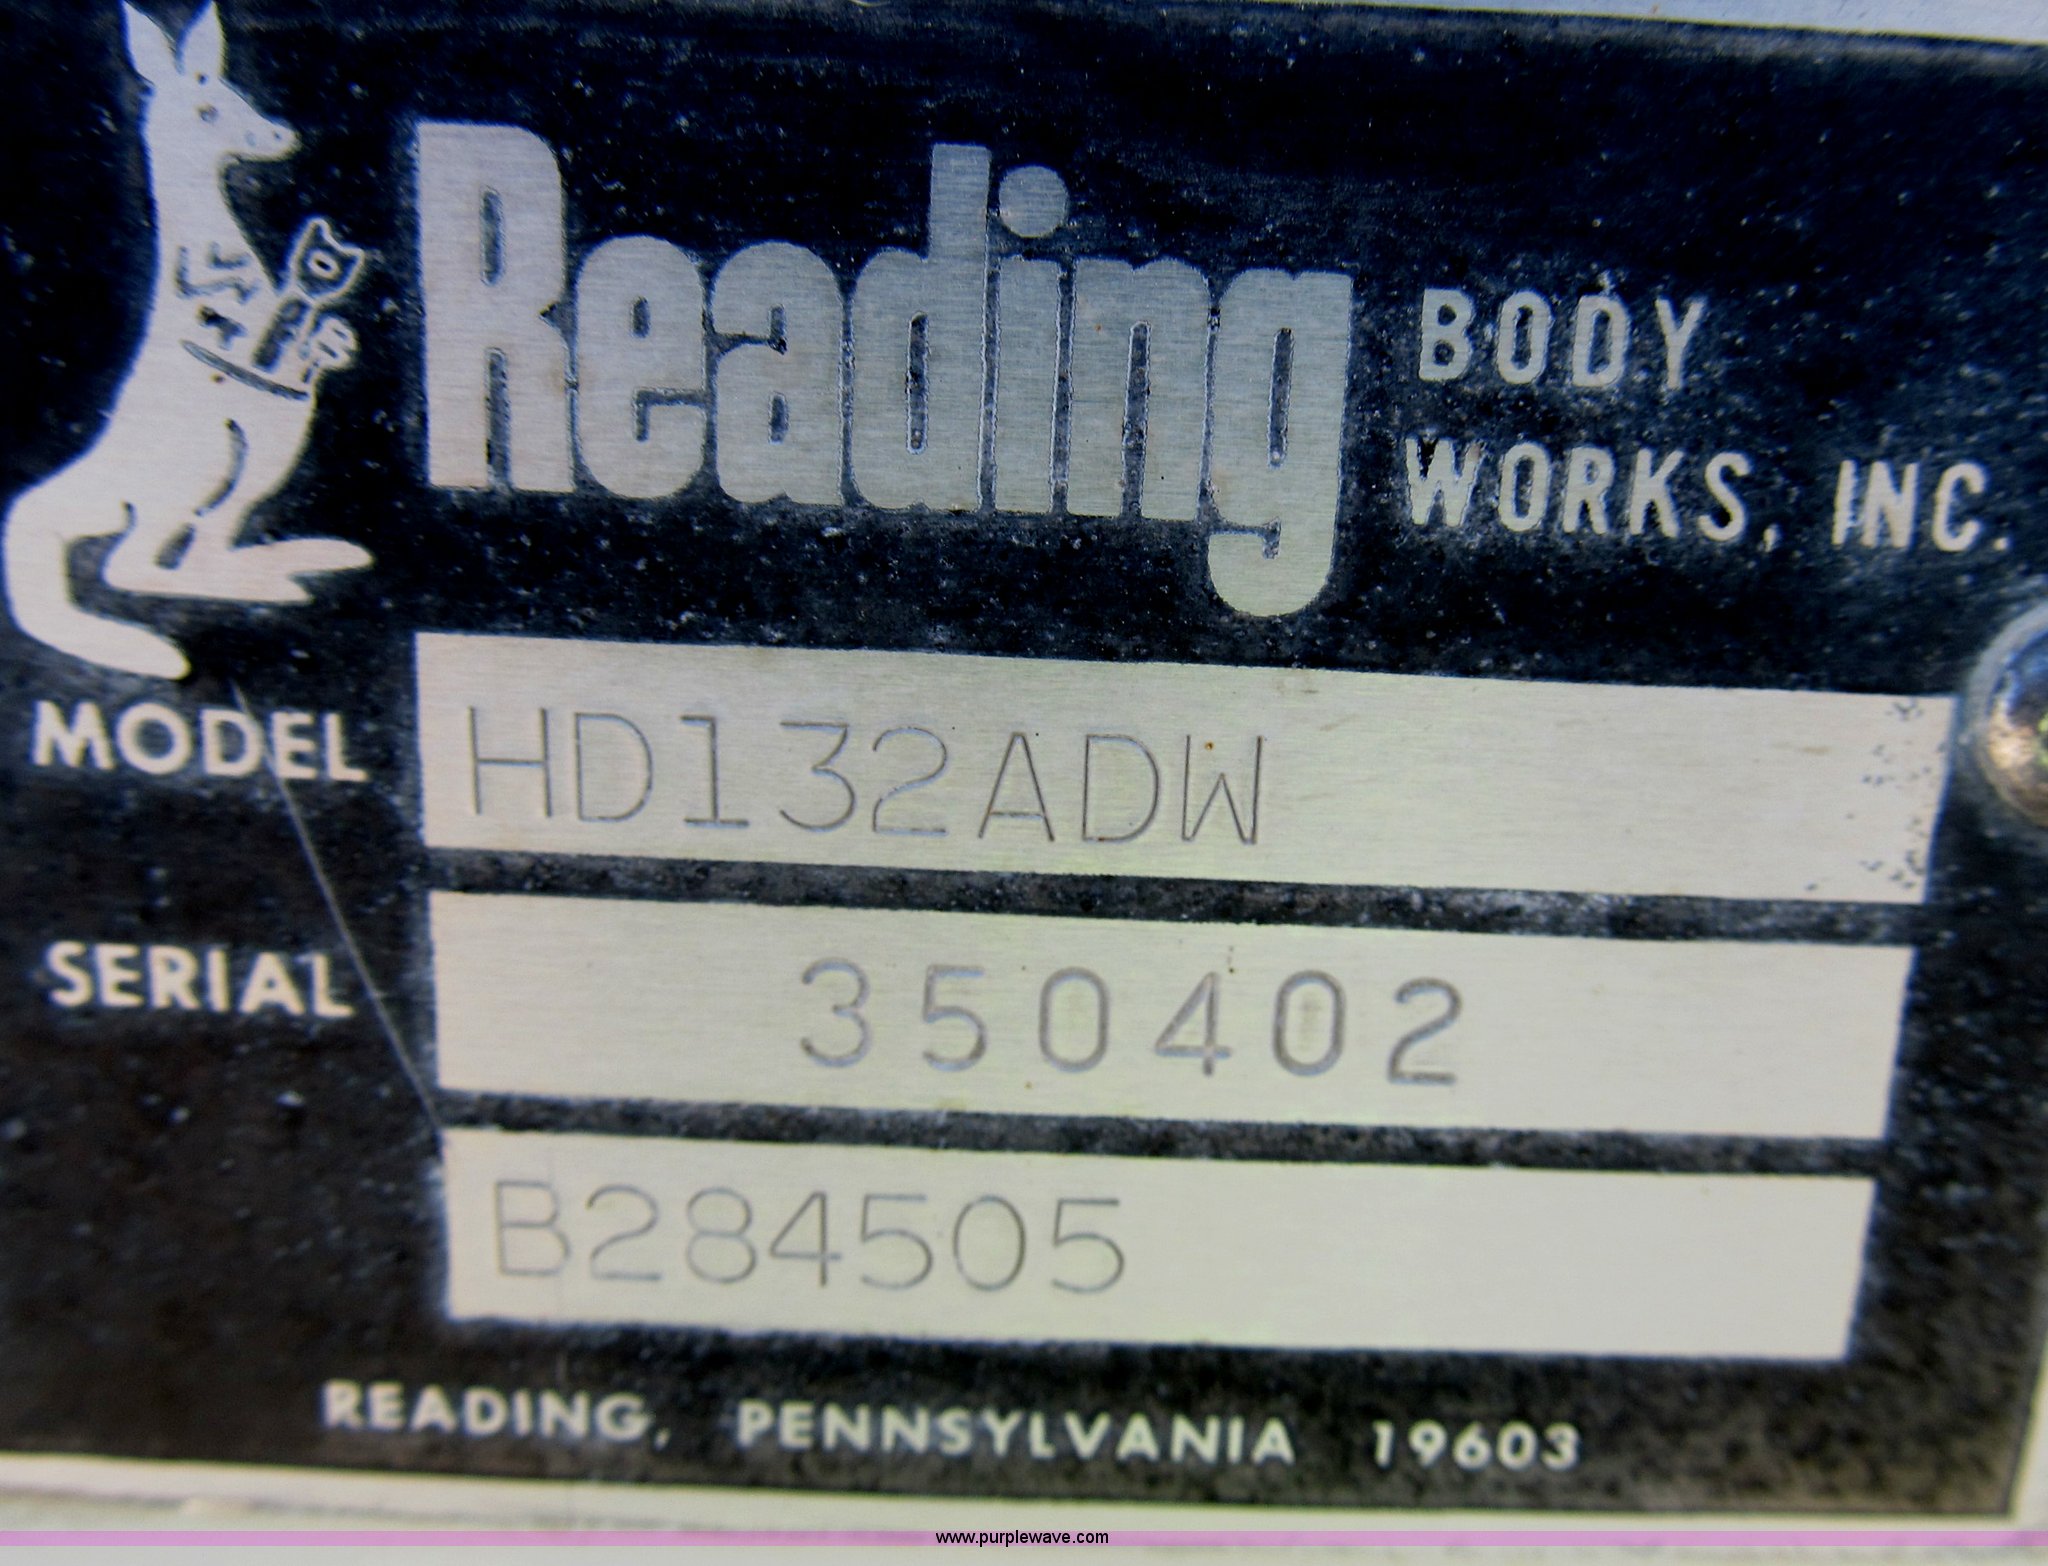 Reading BODY
WORKS, INC.
MODEL HD132ADW
SERIAL 350402
B284505
READING, PENNSYLVANIA 19603
www.purplewave.com